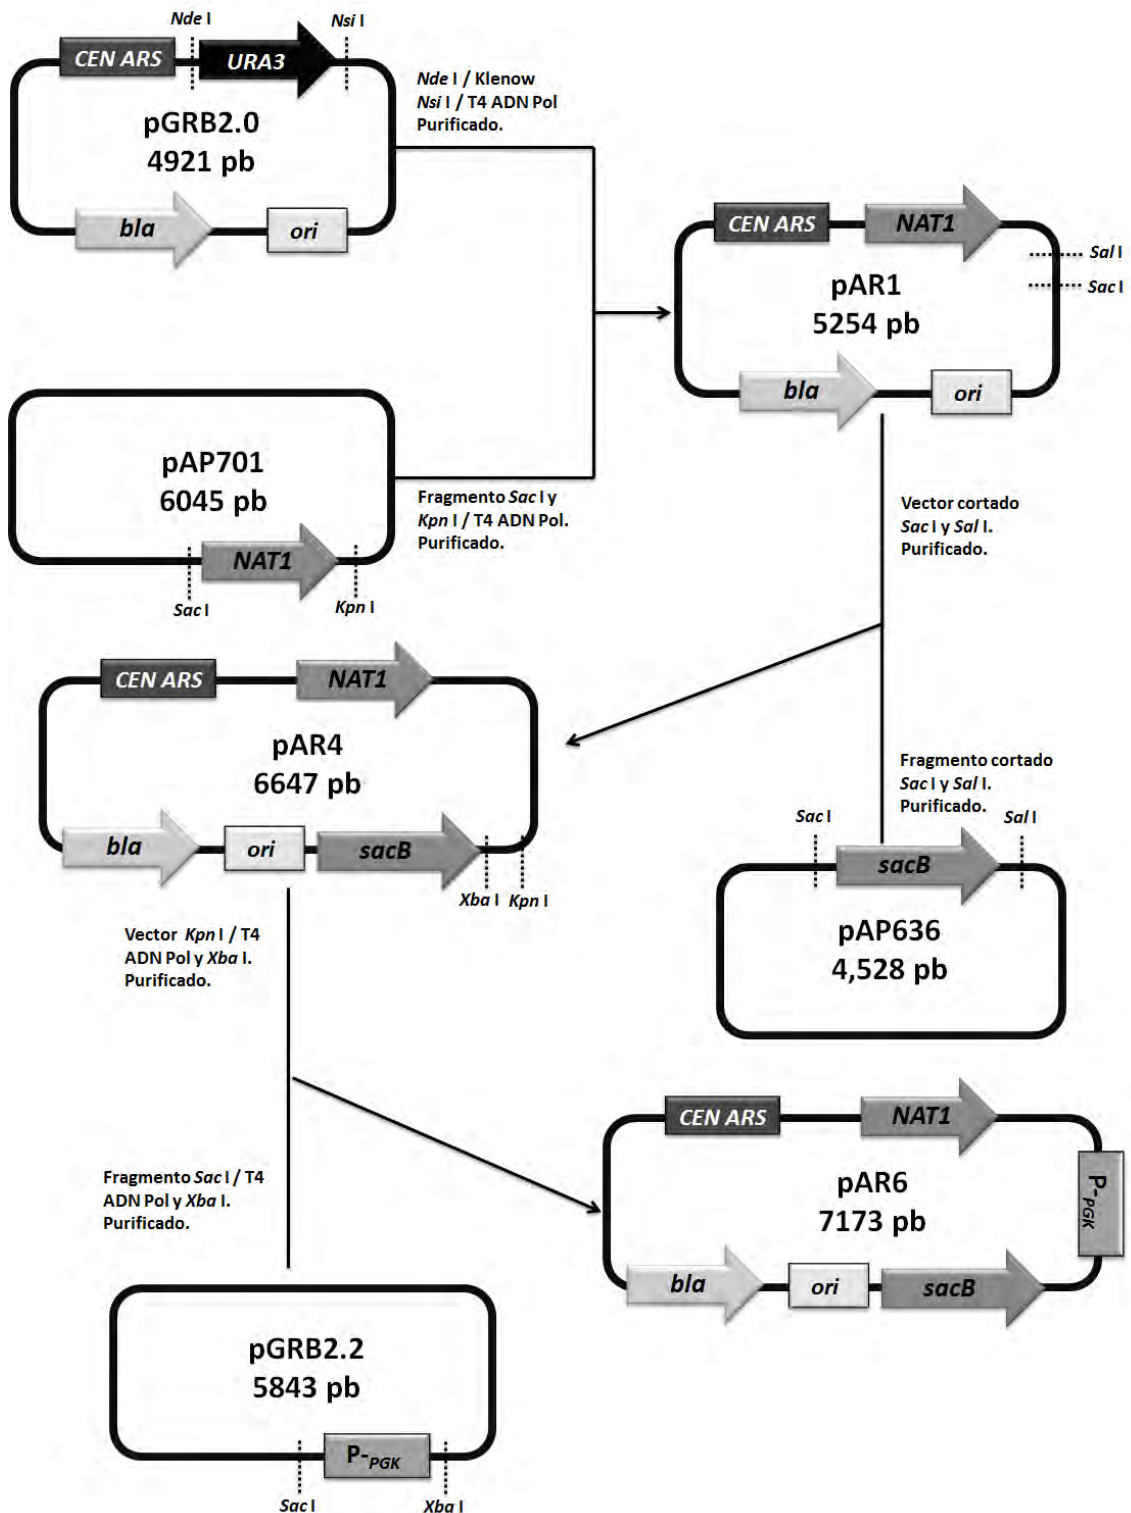 Nde I
Nsi I
CEN ARS
URA3
pGRB2.0
4921 pb
bla
ori
Nde I / Klenow
Nsi I / T4 ADN Pol
Purificado.
CEN ARS
NAT1
Sal I
Sac I
pAR1
5254 pb
bla
ori
pAP701
6045 pb
NAT1
Sac I
Kpn I
Fragmento Sac I y
Kpn I / T4 ADN Pol.
Purificado.
Vector cortado
Sac I y Sal I.
Purificado.
CEN ARS
NAT1
pAR4
6647 pb
bla
ori
sacB
Xba I
Kpn I
Fragmento cortado
Sac I y Sal I.
Purificado.
Sac I
Sal I
sacB
pAP636
4,528 pb
Vector Kpn I / T4
ADN Pol y Xba I.
Purificado.
CEN ARS
NAT1
pAR6
7173 pb
P-PGK
bla
ori
sacB
Fragmento Sac I / T4
ADN Pol y Xba I.
Purificado.
pGRB2.2
5843 pb
P-PGK
Sac I
Xba I